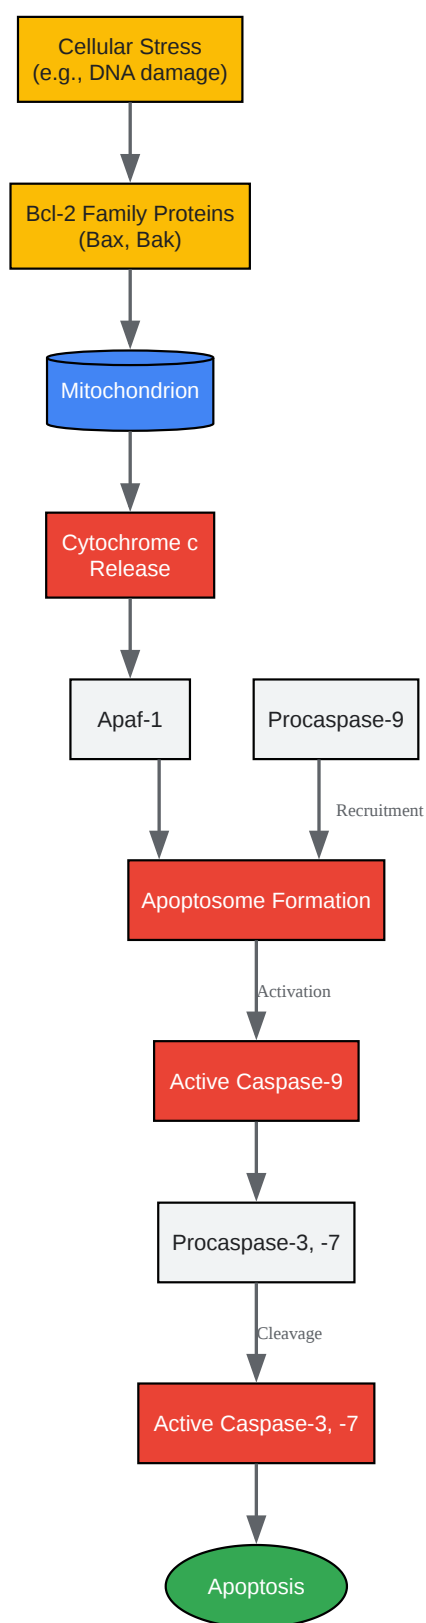 Cellular Stress
(e.g., DNA damage)
Bcl-2 Family Proteins
(Bax, Bak)
Mitochondrion
Cytochrome c
Release
Apaf-1
Procaspase-9
Recruitment
Apoptosome Formation
Activation
Active Caspase-9
Procaspase-3, -7
Cleavage
Active Caspase-3, -7
Apoptosis